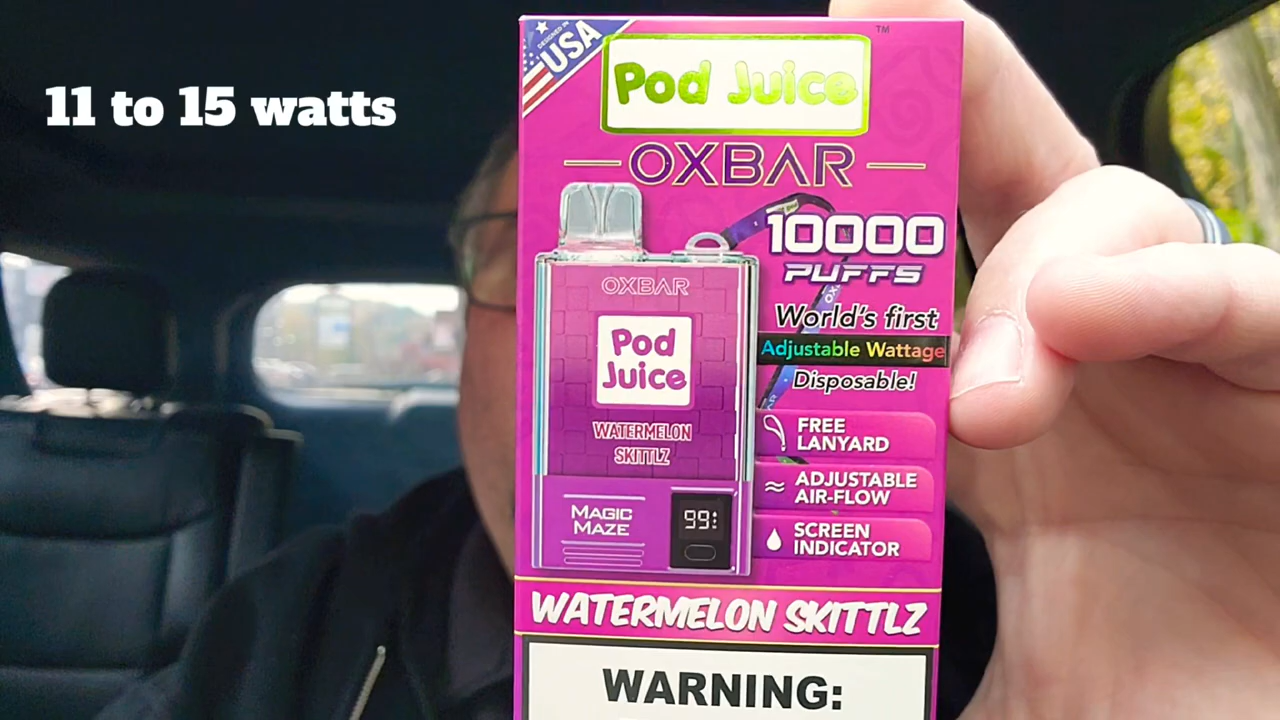 11 to 15 watts
DESIGNED IN
USA
Pod Juice
TM
OXBAR
10000
PUFFS
World's first
Adjustable Wattage
Disposable!
OXBAR
Pod
Juice
WATERMELON
SKITTLZ
MAGIC
MAZE
99
FREE
LANYARD
ADJUSTABLE
AIR-FLOW
SCREEN
INDICATOR
WATERMELON SKITTLZ
WARNING: